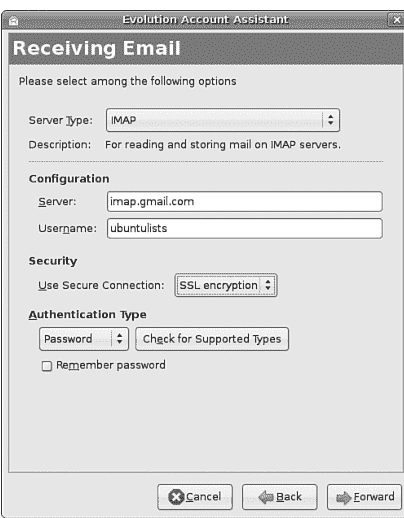 Evolution Account Assistant
Receiving Email
Please select among the following options
Server Type: IMAP
Description: For reading and storing mail on IMAP servers.
Configuration
Server: imap.gmail.com
Username: ubuntulists
Security
Use Secure Connection: SSL encryption
Authentication Type
Password Check for Supported Types
Remember password
Cancel Back Forward